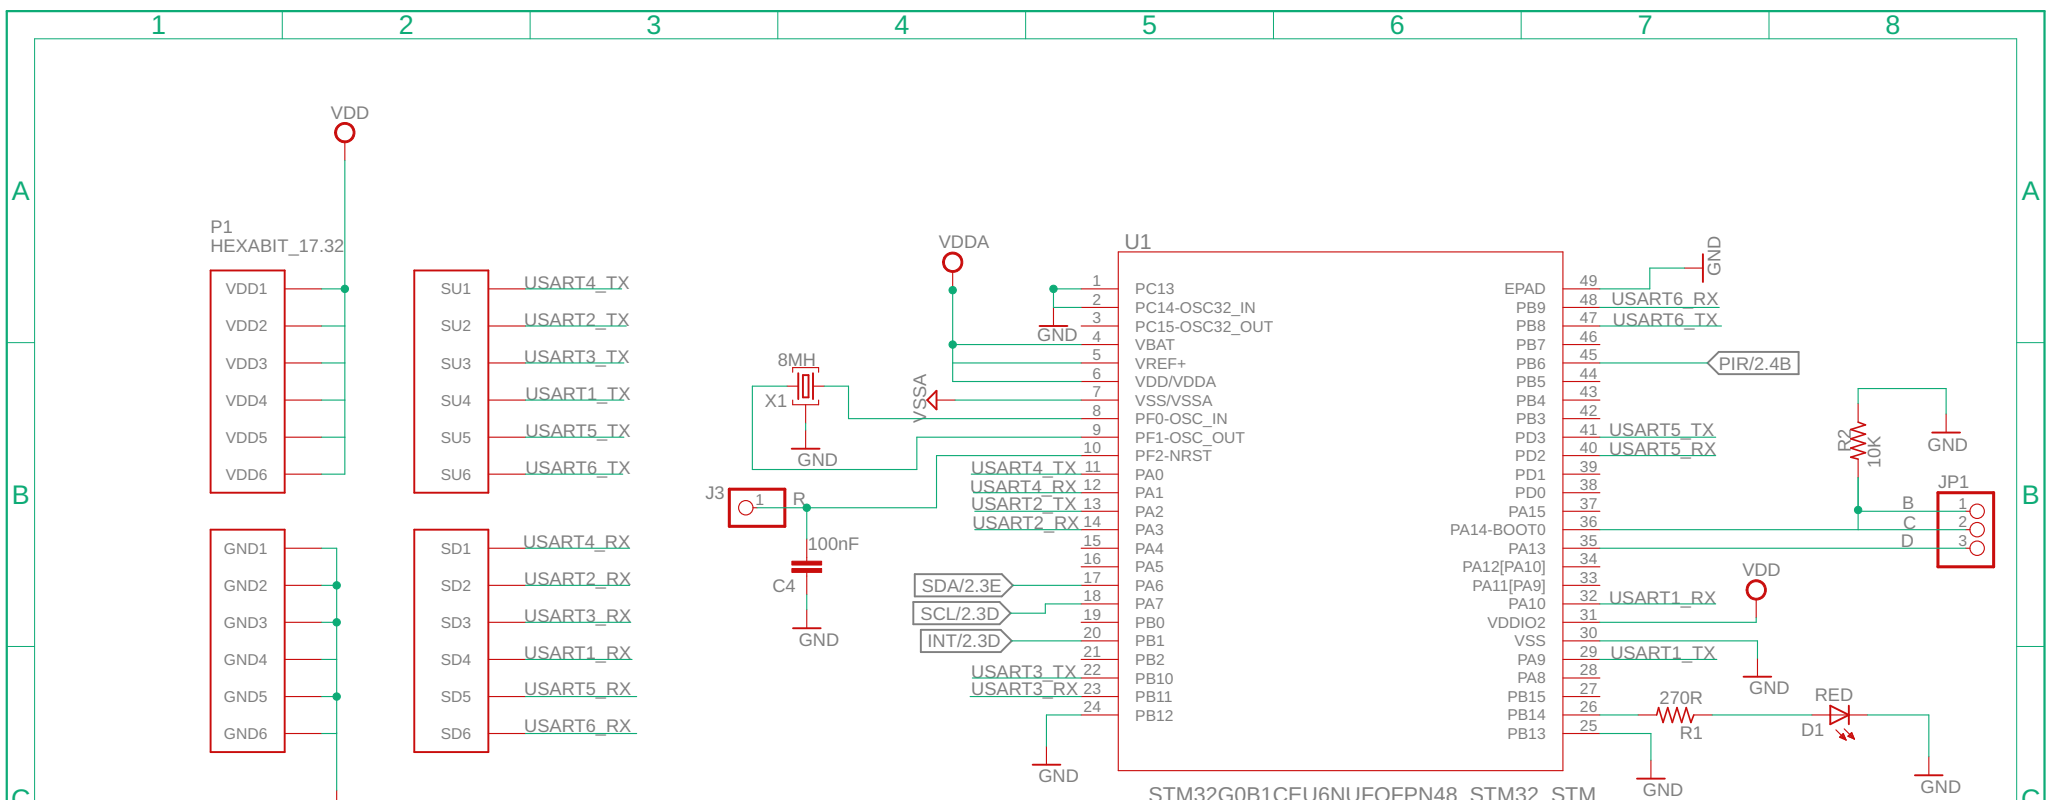 1 2 3 4 5 6 7 8
A
A
B
B
C
C
VDD
P1
HEXABIT_17.32
VDD1
VDD2
VDD3
VDD4
VDD5
VDD6
SU1 USART4_TX
SU2 USART2_TX
SU3 USART3_TX
SU4 USART1_TX
SU5 USART5_TX
SU6 USART6_TX
GND1
GND2
GND3
GND4
GND5
GND6
SD1 USART4_RX
SD2 USART2_RX
SD3 USART3_RX
SD4 USART1_RX
SD5 USART5_RX
SD6 USART6_RX
VDDA
GND
8MH
X1
GND
VSSA
J3
1
R
100nF
C4
GND
SDA/2.3E
SCL/2.3D
INT/2.3D
GND
U1
1 PC13
2 PC14-OSC32_IN
3 PC15-OSC32_OUT
4 VBAT
5 VREF+
6 VDD/VDDA
7 VSS/VSSA
8 PF0-OSC_IN
9 PF1-OSC_OUT
10 PF2-NRST
USART4_TX 11 PA0
USART4_RX 12 PA1
USART2_TX 13 PA2
USART2_RX 14 PA3
15 PA4
16 PA5
17 PA6
18 PA7
19 PB0
20 PB1
21 PB2
USART3_TX 22 PB10
USART3_RX 23 PB11
24 PB12
EPAD 49
PB9 48 USART6_RX
PB8 47 USART6_TX
PB7 46
PB6 45
PB5 44
PB4 43
PB3 42
PD3 41 USART5_TX
PD2 40 USART5_RX
PD1 39
PD0 38
PA15 37
PA14-BOOT0 36
PA13 35
PA12[PA10] 34
PA11[PA9] 33
PA10 32 USART1_RX
VDDIO2 31
VSS 30
PA9 29 USART1_TX
PA8 28
PB15 27
PB14 26
PB13 25
STM32G0B1CEU6NUFQFPN48_STM32_STM
GND
PIR/2.4B
R2
10K
GND
JP1
B 1
C 2
D 3
VDD
GND
270R
R1
RED
D1
GND
GND